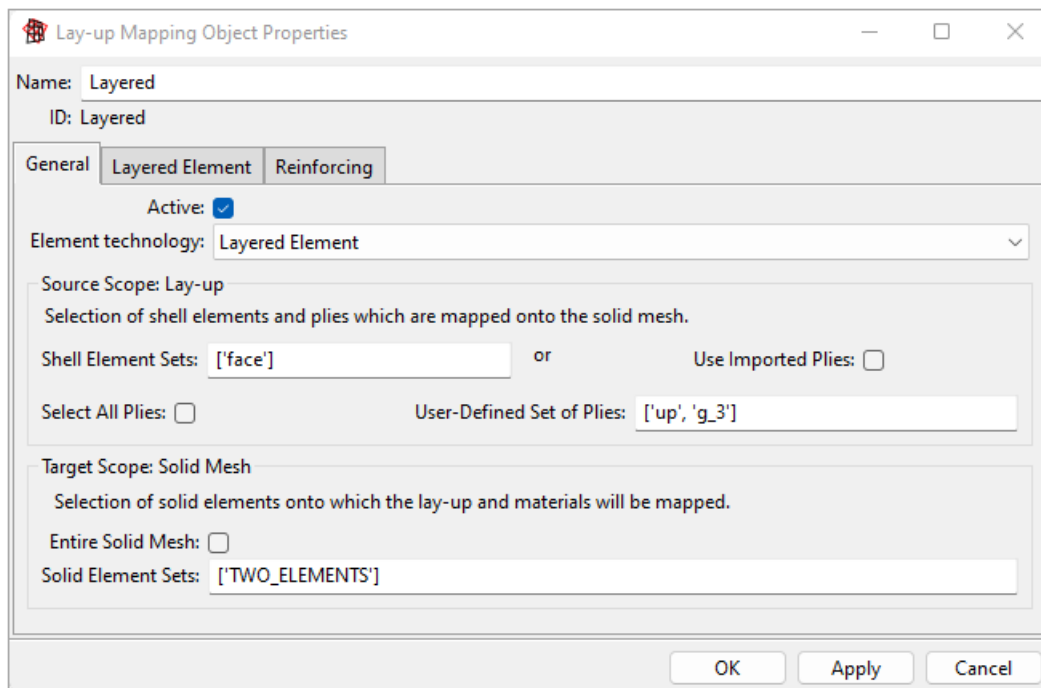 Lay-up Mapping Object Properties
Name: Layered
ID: Layered
General Layered Element Reinforcing
Active:
Element technology: Layered Element
Source Scope: Lay-up
Selection of shell elements and plies which are mapped onto the solid mesh.
Shell Element Sets: ['face'] or Use Imported Plies:
Select All Plies: User-Defined Set of Plies: ['up', 'g_3']
Target Scope: Solid Mesh
Selection of solid elements onto which the lay-up and materials will be mapped.
Entire Solid Mesh:
Solid Element Sets: ['TWO_ELEMENTS']
OK Apply Cancel